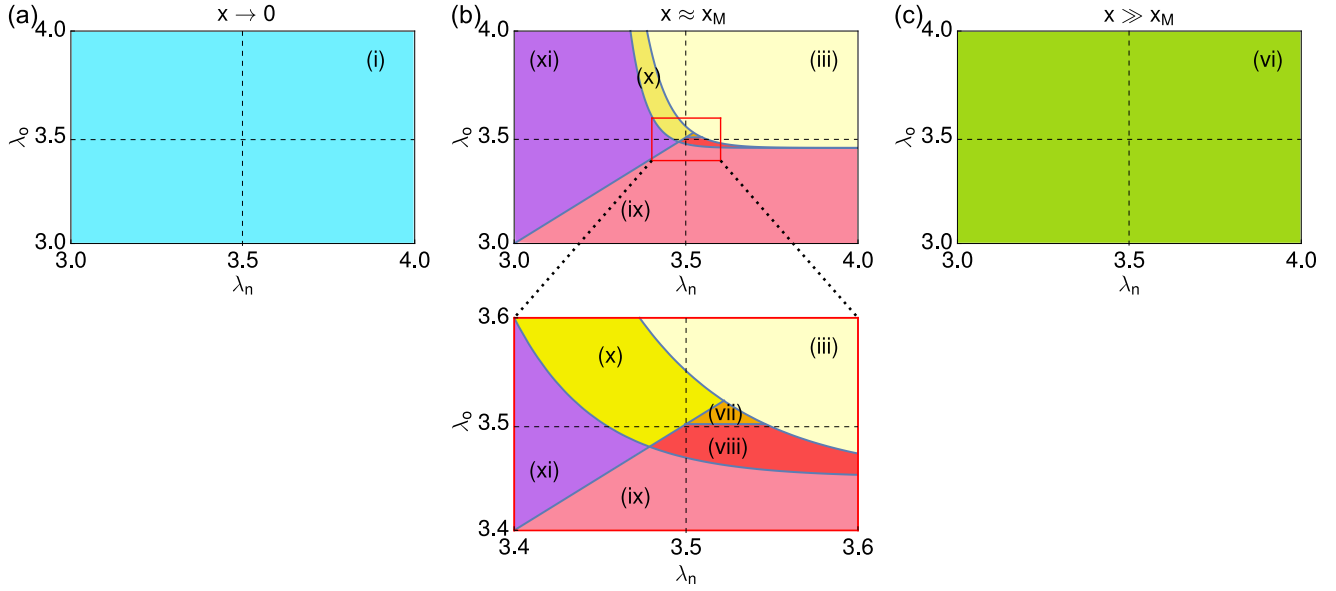 (a) x → 0
4.0
3.5
3.0
λo
(i)
3.0 3.5 4.0
λn
(b) x ≈ xM
4.0
3.5
3.0
λo
(xi) (x) (iii)
(ix)
3.0 3.5 4.0
λn
(c) x ≫ xM
4.0
3.5
3.0
λo
(vi)
3.0 3.5 4.0
λn
3.6
3.5
3.4
λo
(x) (iii)
(vii)
(viii)
(xi)
(ix)
3.4 3.5 3.6
λn